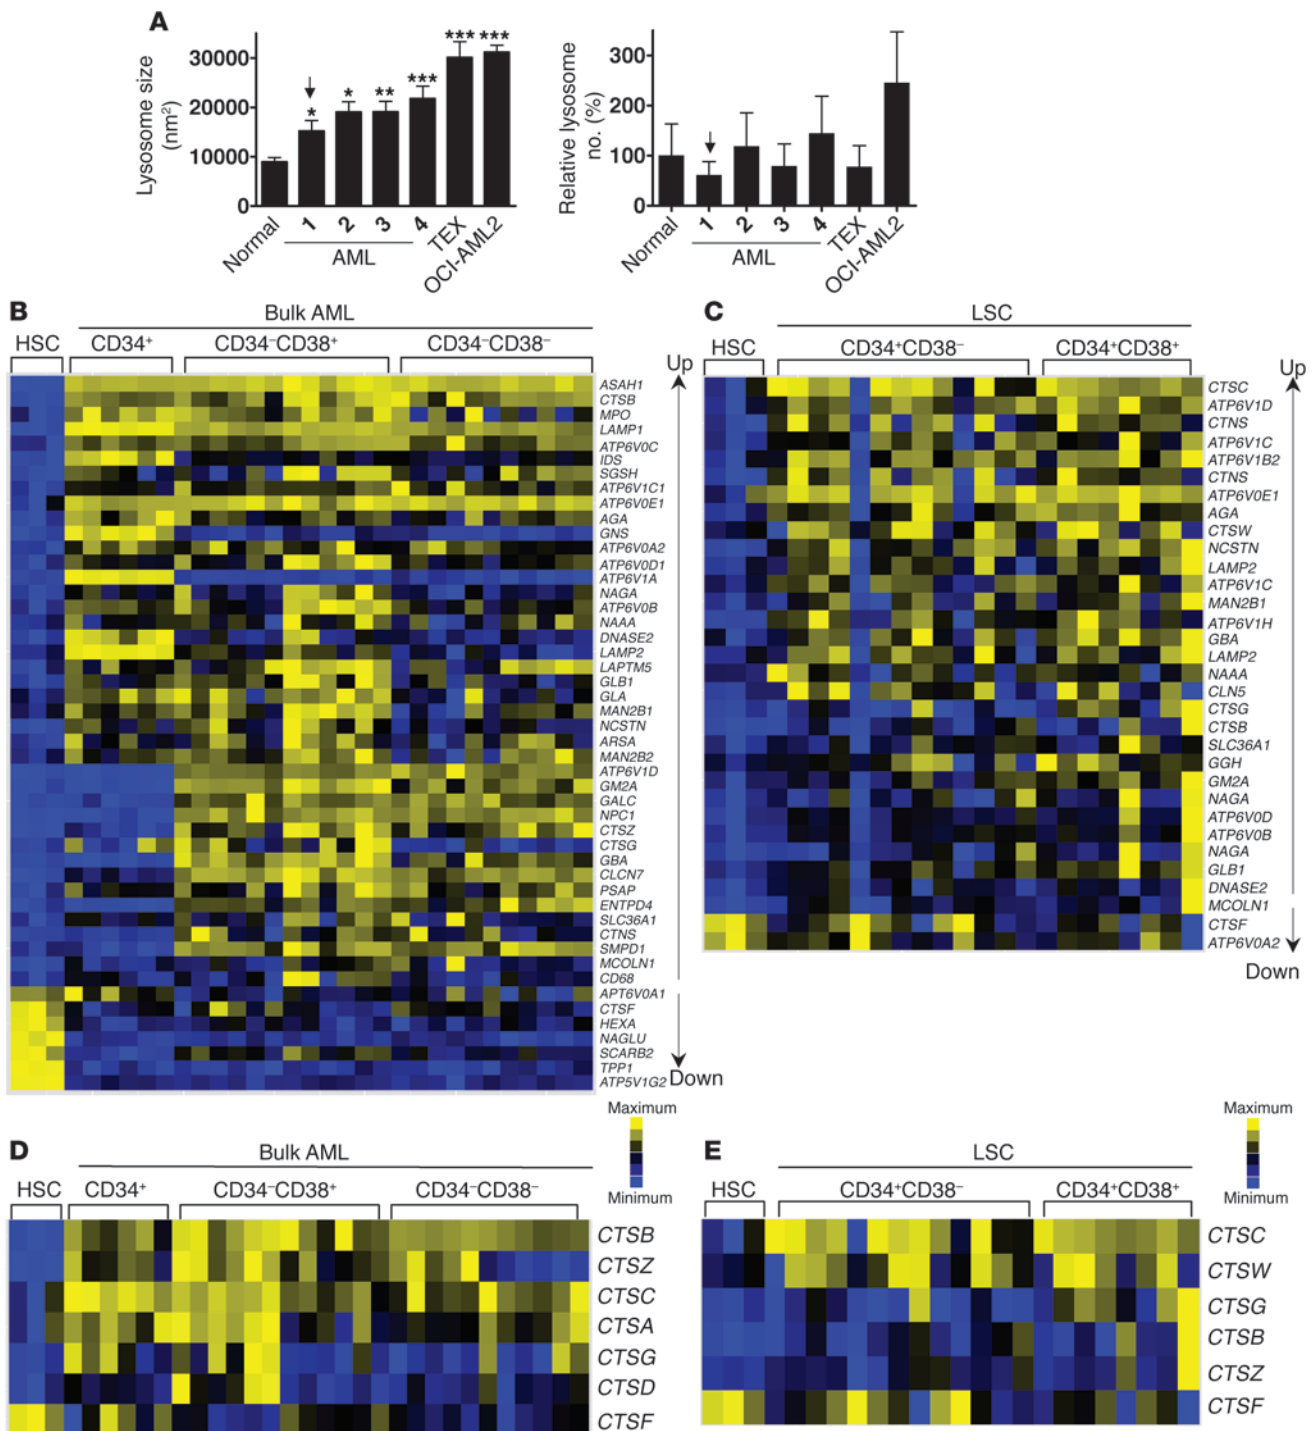 A
Lysosome size
(nm²)
30000
20000
10000
0
*
*
**
***
***
***
Normal
1
2
3
4
TEX
OCI-AML2
AML
Relative lysosome
no. (%)
300
200
100
0
Normal
1
2
3
4
TEX
OCI-AML2
AML
B
Bulk AML
HSC
CD34⁺
CD34⁻CD38⁺
CD34⁻CD38⁻
Up
ASAH1
CTSB
MPO
LAMP1
ATP6V0C
IDS
SGSH
ATP6V1C1
ATP6V0E1
AGA
GNS
ATP6V0A2
ATP6V0D1
ATP6V1A
NAGA
ATP6V0B
NAAA
DNASE2
LAMP2
LAPTM5
GLB1
GLA
MAN2B1
NCSTN
ARSA
MAN2B2
ATP6V1D
GM2A
GALC
NPC1
CTSZ
CTSG
GBA
CLCN7
PSAP
ENTPD4
SLC36A1
CTNS
SMPD1
MCOLN1
CD68
APT6V0A1
CTSF
HEXA
NAGLU
SCARB2
TPP1
ATP5V1G2
Down
C
LSC
HSC
CD34⁺CD38⁻
CD34⁺CD38⁺
Up
CTSC
ATP6V1D
CTNS
ATP6V1C
ATP6V1B2
CTNS
ATP6V0E1
AGA
CTSW
NCSTN
LAMP2
ATP6V1C
MAN2B1
ATP6V1H
GBA
LAMP2
NAAA
CLN5
CTSG
CTSB
SLC36A1
GGH
GM2A
NAGA
ATP6V0D
ATP6V0B
NAGA
GLB1
DNASE2
MCOLN1
CTSF
ATP6V0A2
Down
Maximum
Minimum
D
Bulk AML
HSC
CD34⁺
CD34⁻CD38⁺
CD34⁻CD38⁻
CTSB
CTSZ
CTSC
CTSA
CTSG
CTSD
CTSF
Maximum
Minimum
E
LSC
HSC
CD34⁺CD38⁻
CD34⁺CD38⁺
CTSC
CTSW
CTSG
CTSB
CTSZ
CTSF